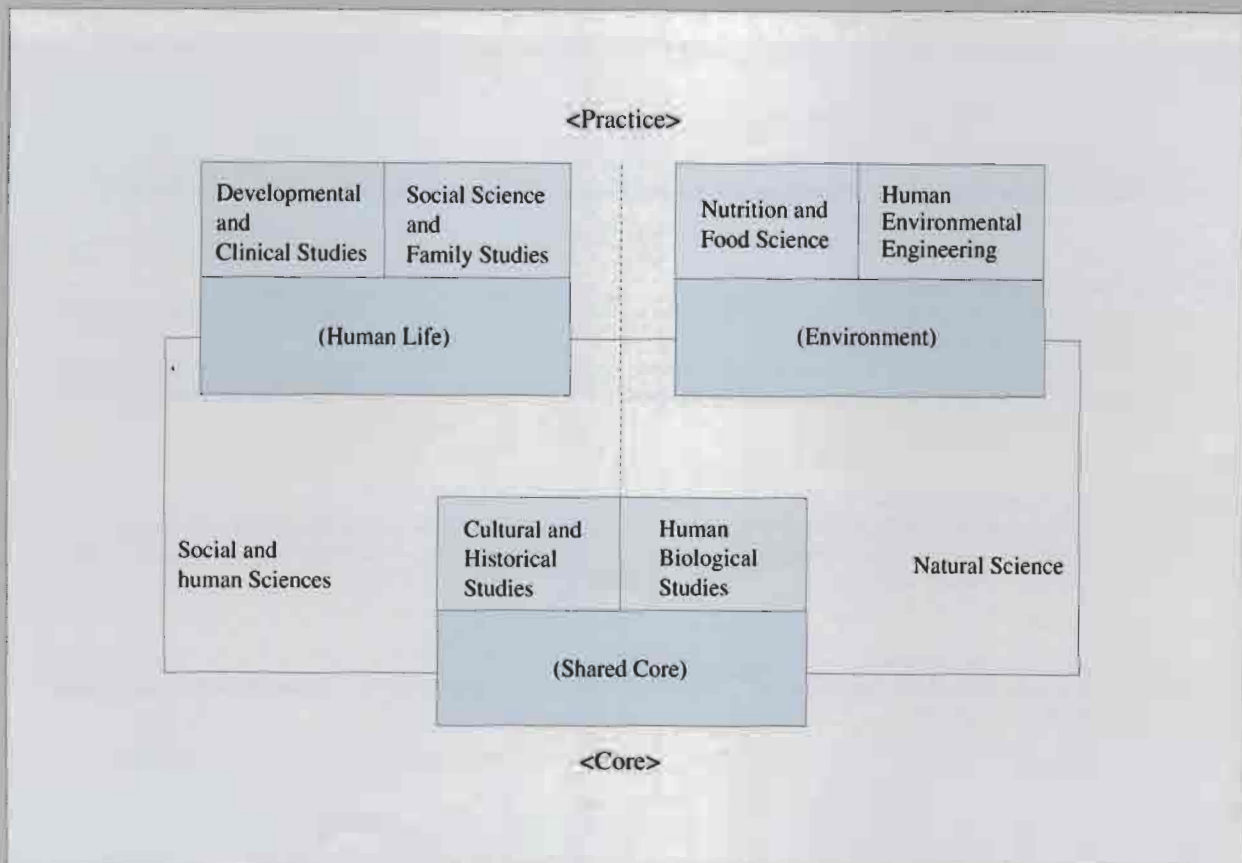 <Practice>
Developmental
and
Clinical Studies
Social Science
and
Family Studies
Nutrition and
Food Science
Human
Environmental
Engineering
(Human Life)
(Environment)
Social and
human Sciences
Cultural and
Historical
Studies
Human
Biological
Studies
Natural Science
(Shared Core)
<Core>